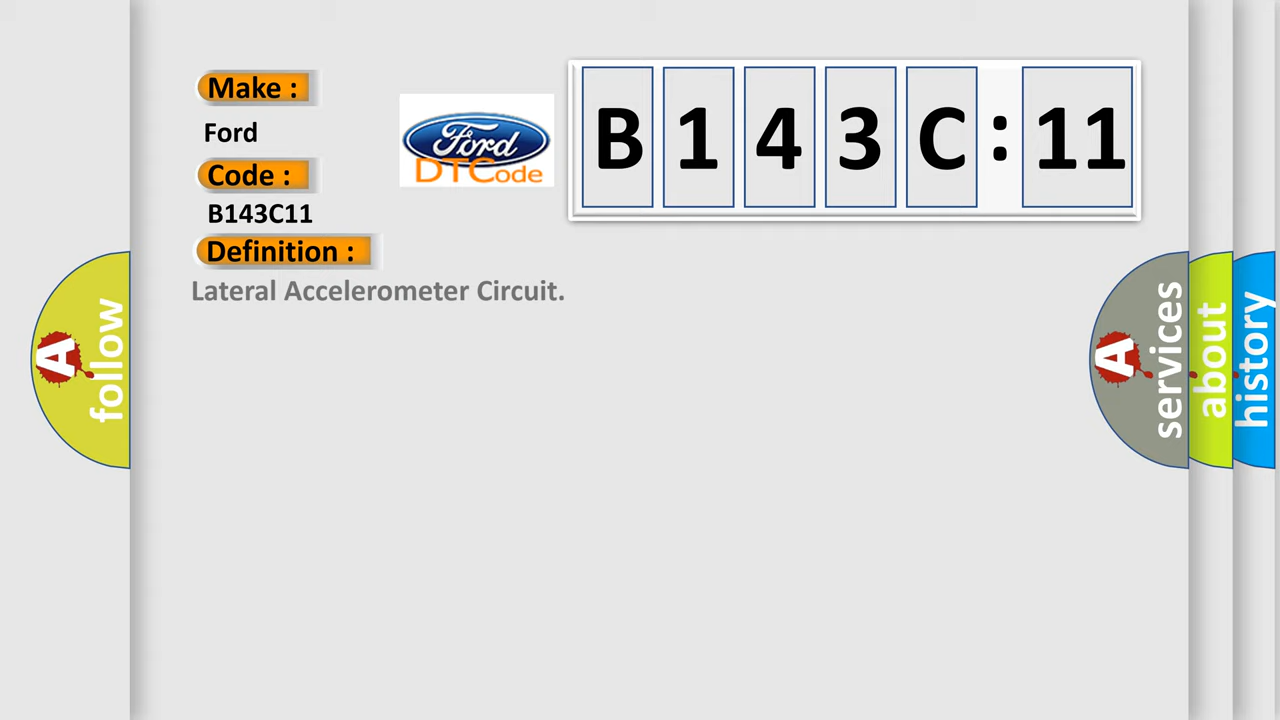 Make :
Ford
Code :
B143C11
Definition :
Lateral Accelerometer Circuit.
Ford
DTCode
B 1 4 3 C : 11
A follow
A services
about
history